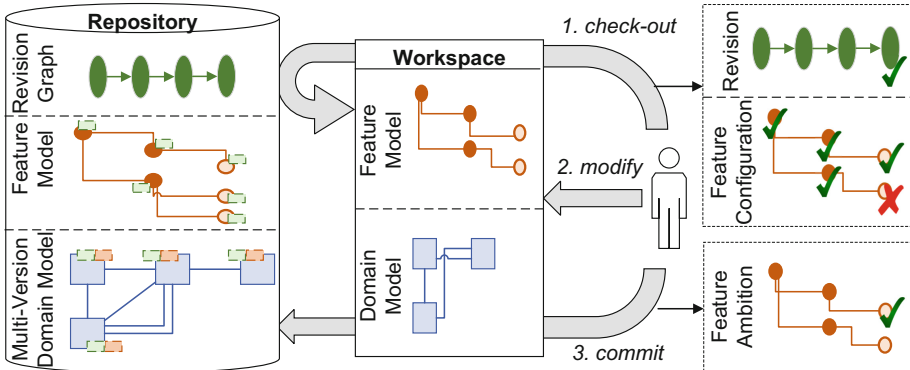 Repository
Revision
Graph
Feature
Model
Multi-Version
Domain Model
Workspace
Feature
Model
Domain
Model
1. check-out
2. modify
3. commit
Revision
Feature
Configuration
Feature
Ambition